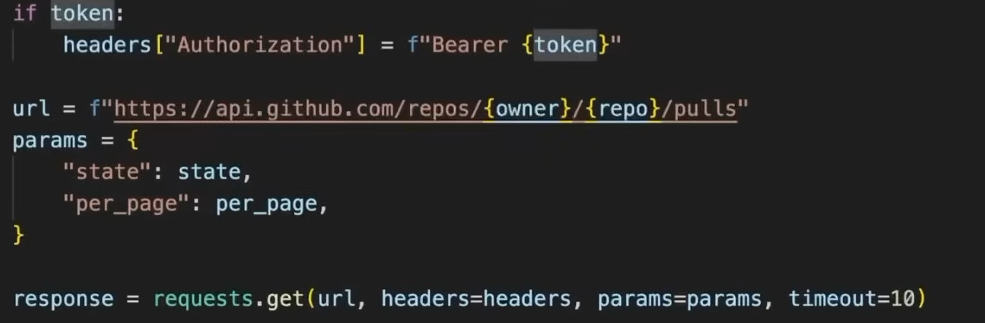 if token:
    headers["Authorization"] = f"Bearer {token}"
url = f"https://api.github.com/repos/{owner}/{repo}/pulls"
params = {
    "state": state,
    "per_page": per_page,
}
response = requests.get(url, headers=headers, params=params, timeout=10)